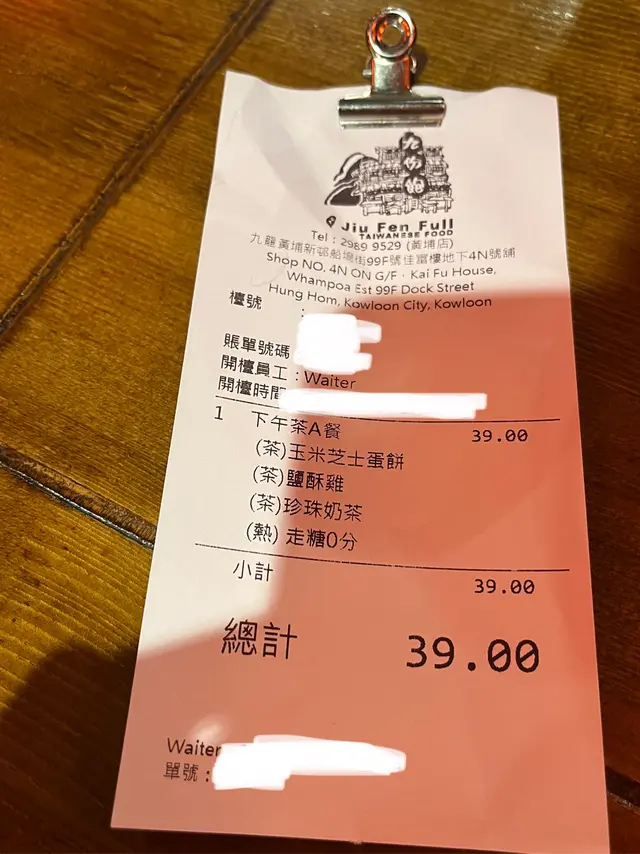 九份飽
Jiu Fen Full
TAIWANESE FOOD
Tel : 2989 9529 (黃埔店)
九龍黃埔新邨船塢街99F號佳富樓地下4N號舖
Shop NO. 4N ON G/F , Kai Fu House,
Whampoa Est 99F Dock Street
Hung Hom, Kowloon City, Kowloon
檯號 :
賬單號碼
開檯員工 : Waiter
開檯時間
1 下午茶A餐 39.00
(茶)玉米芝士蛋餅
(茶)鹽酥雞
(茶)珍珠奶茶
(熱) 走糖0分
小計 39.00
總計 39.00
Waiter
單號 :